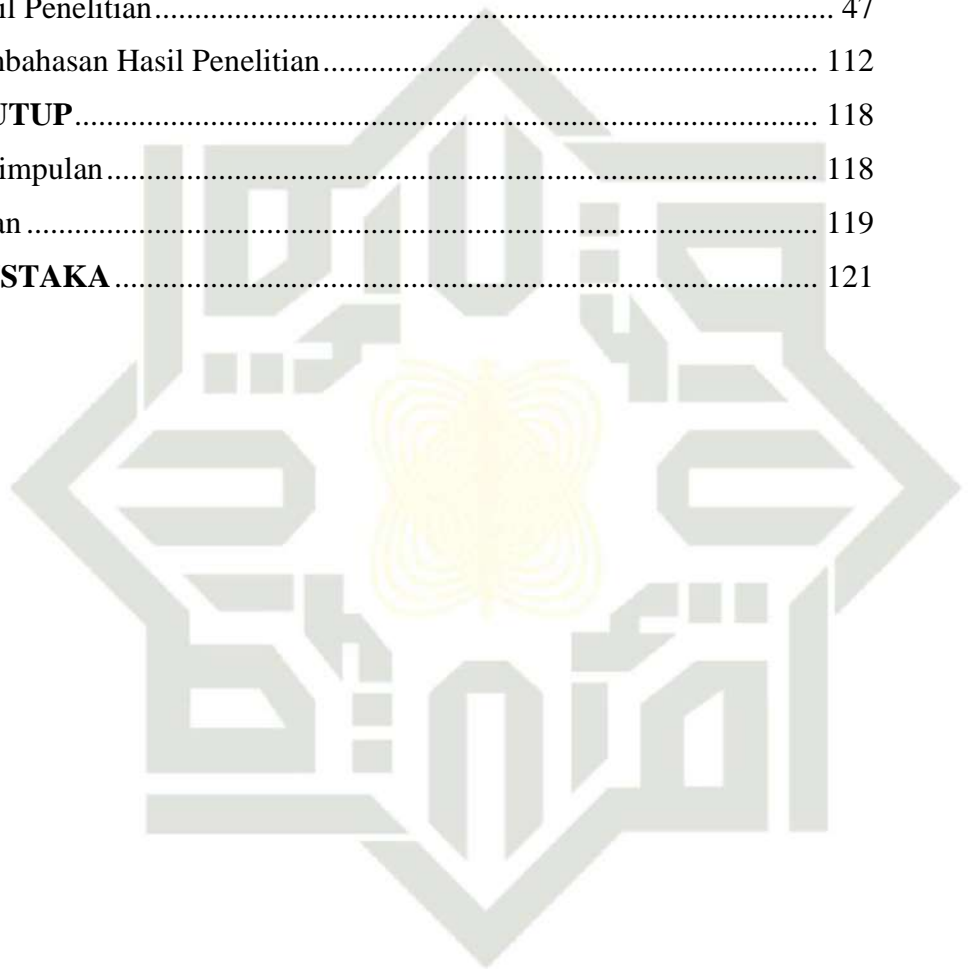 il Penelitian.......................................................................................... 47
nbahasan Hasil Penelitian.................................................................. 112
UTUP.................................................................................................. 118
impulan.............................................................................................. 118
an........................................................................................................ 119
STAKA.............................................................................................. 121